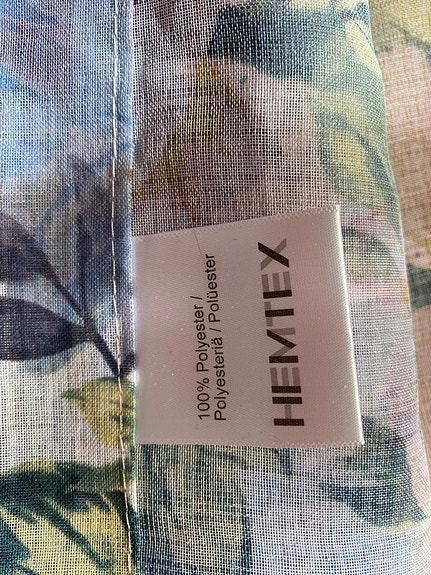 100% Polyester /
Polyesteriä / Polüester
HEMTEX